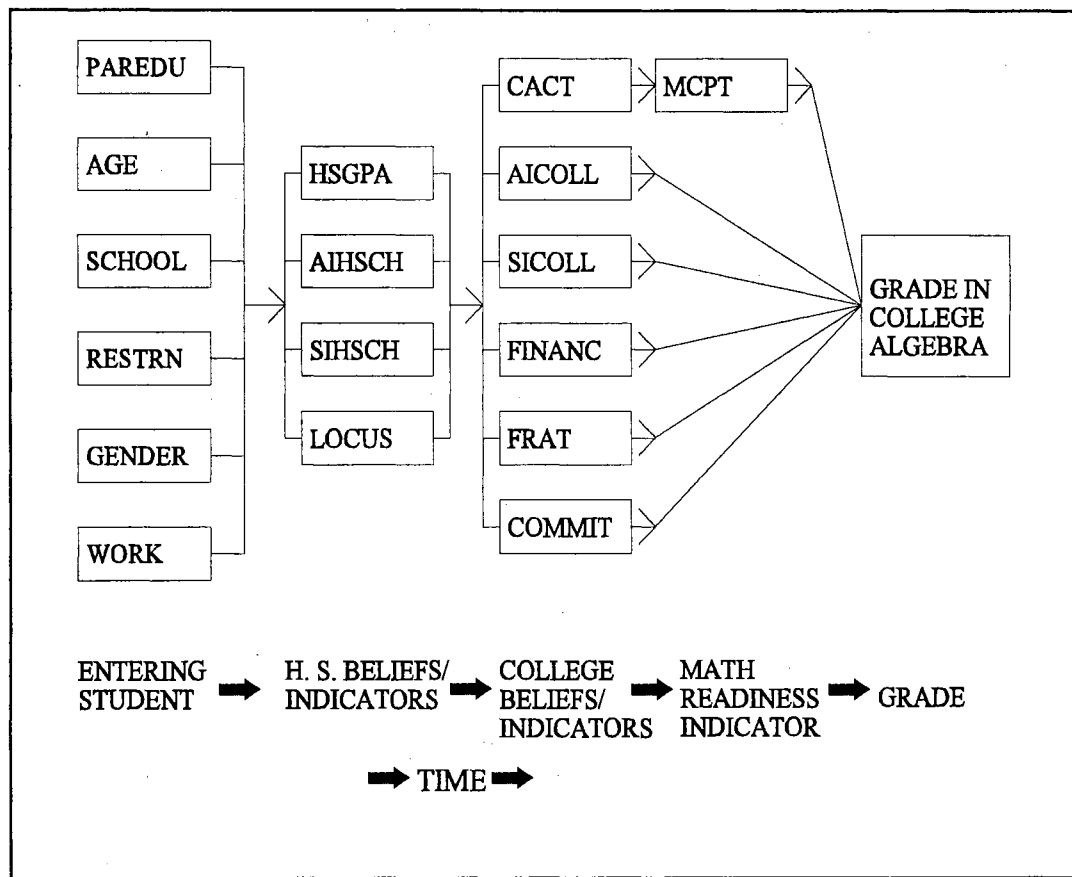 PAREDU
AGE
SCHOOL
RESTRN
GENDER
WORK
HSGPA
AIHSCH
SIHSCH
LOCUS
CACT
MCPT
AICOLL
SICOLL
FINANC
FRAT
COMMIT
GRADE IN
COLLEGE
ALGEBRA
ENTERING
STUDENT
H. S. BELIEFS/
INDICATORS
COLLEGE
BELIEFS/
INDICATORS
MATH
READINESS
INDICATOR
GRADE
TIME